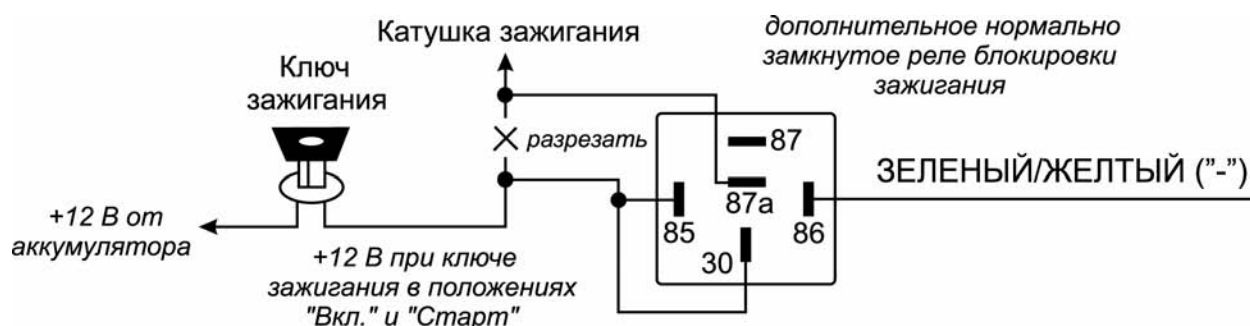 Катушка зажигания
дополнительное нормально
замкнутое реле блокировки
зажигания
Ключ
зажигания
разрезать
87
87а
85
86
30
ЗЕЛЕНЫЙ/ЖЕЛТЫЙ ("-")
+12 В от
аккумулятора
+12 В при ключе
зажигания в положениях
"Вкл." и "Старт"